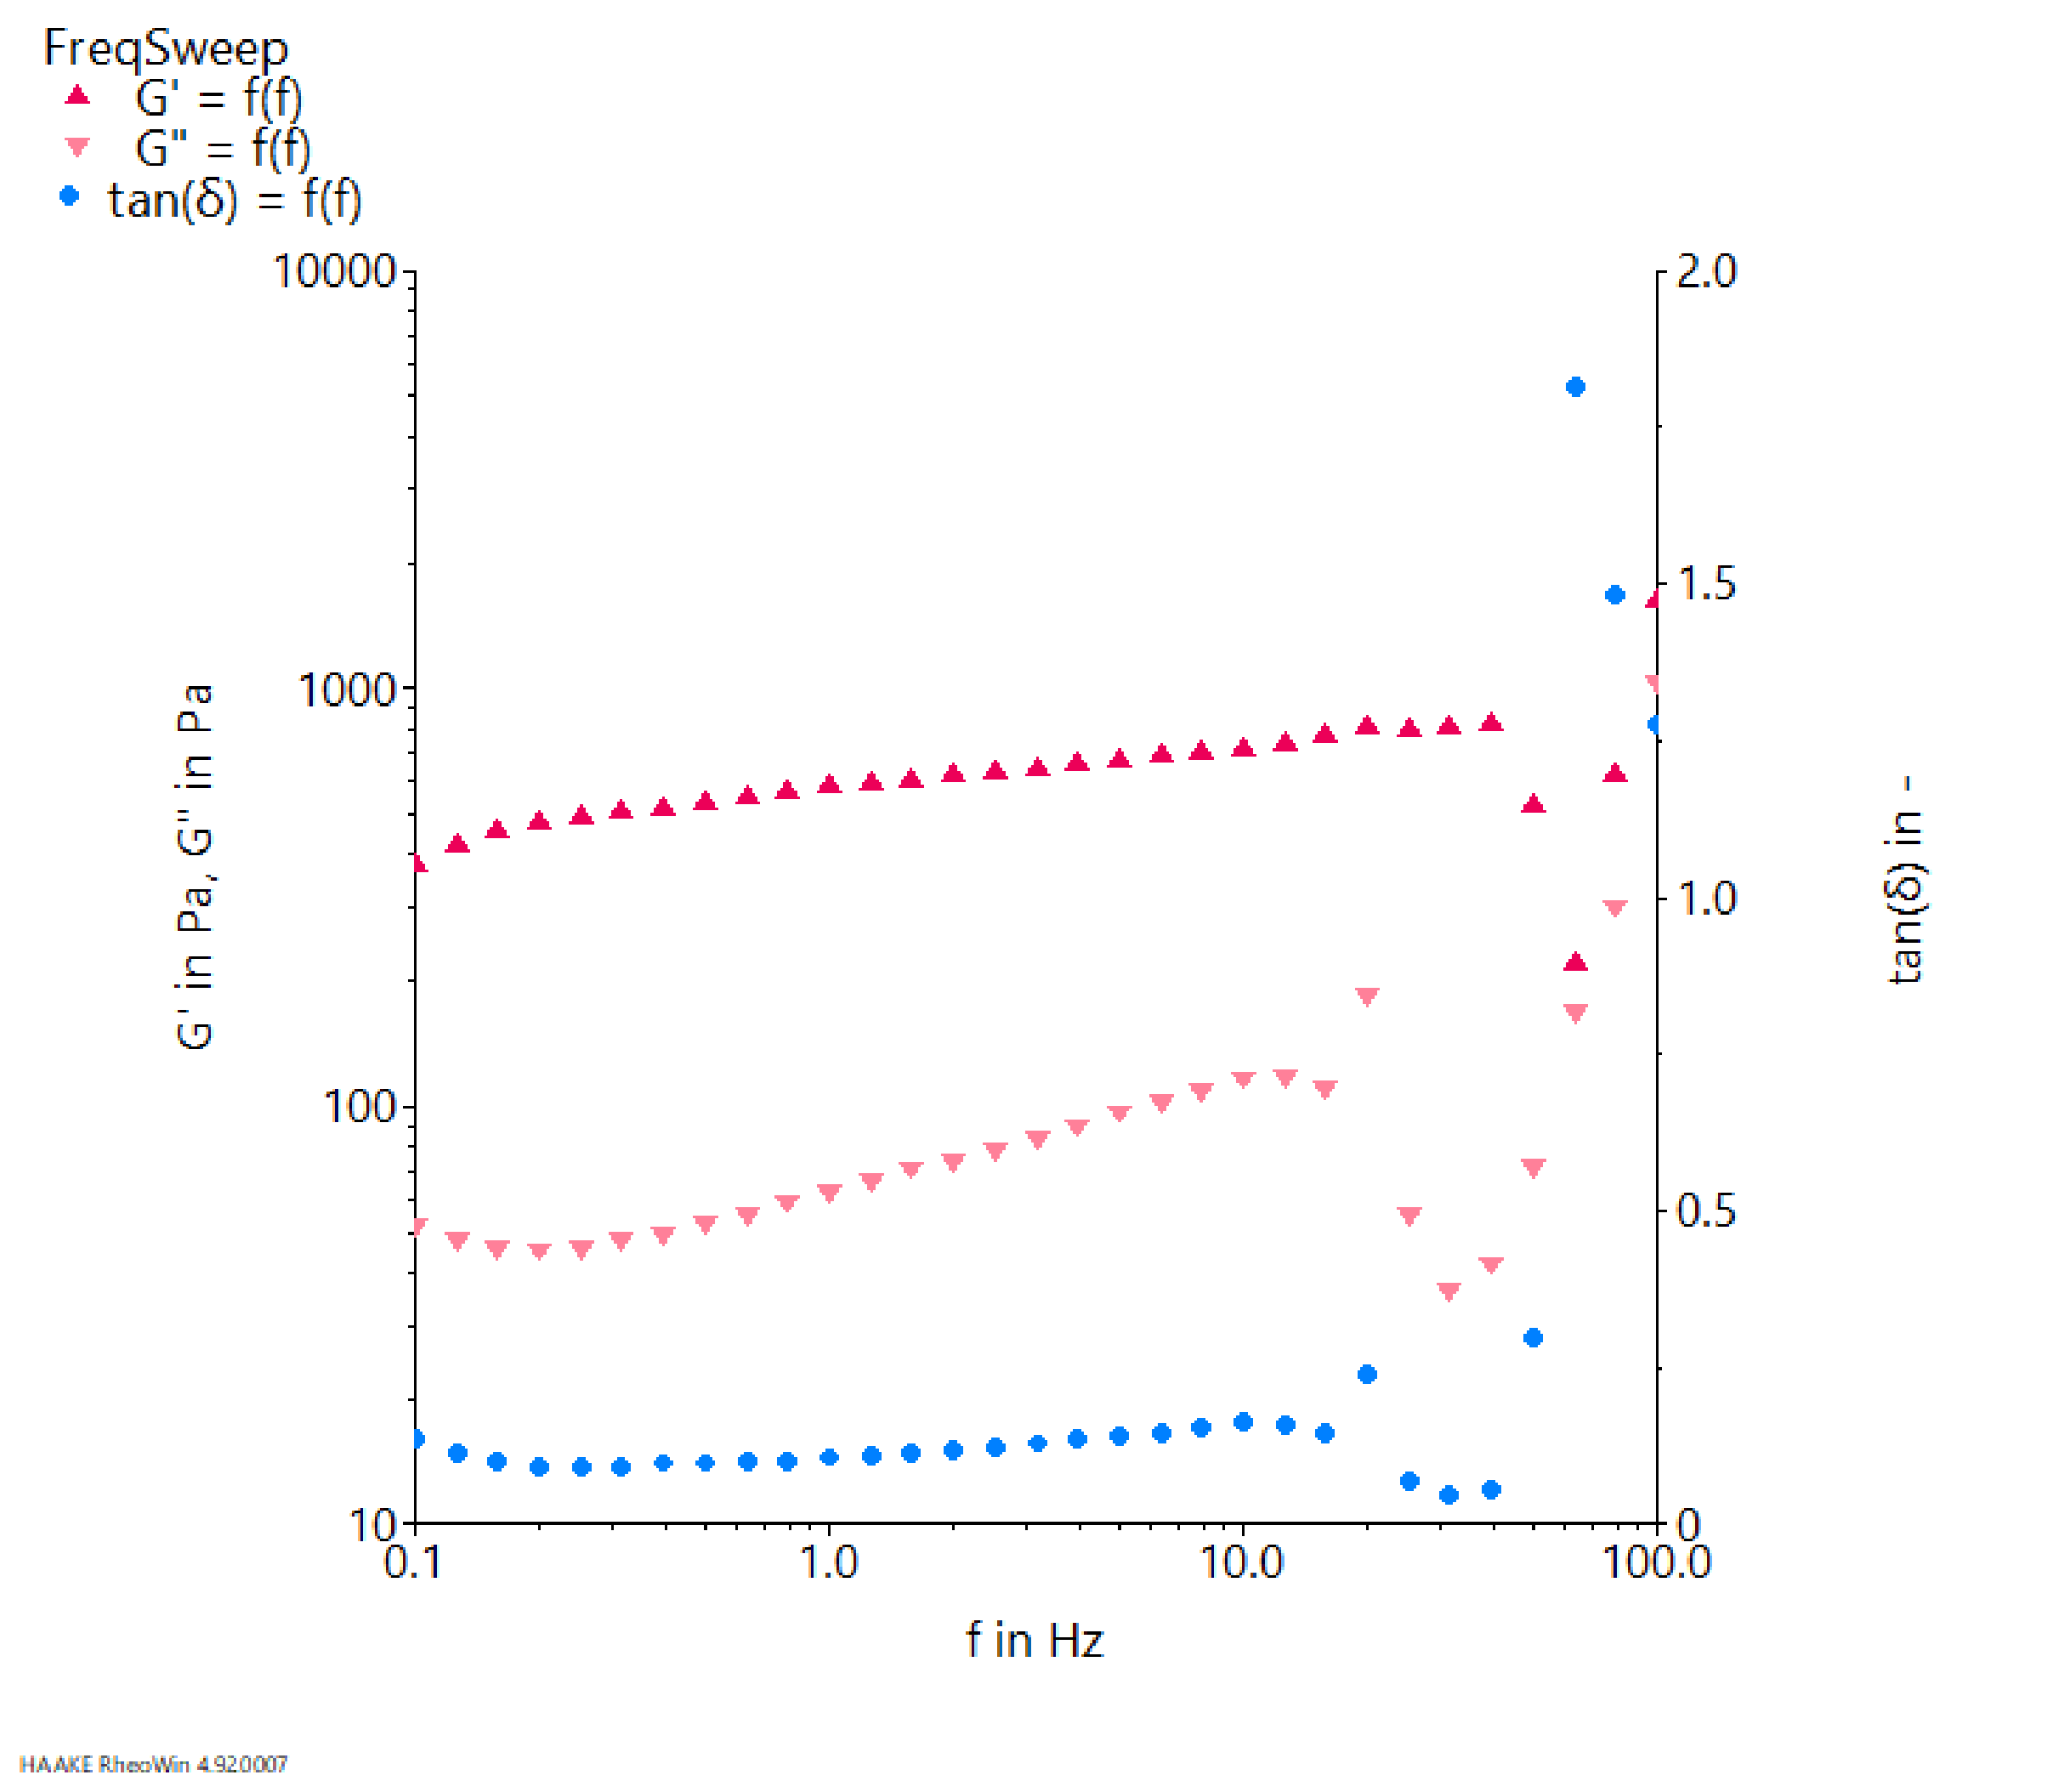 FreqSweep
G' = f(f)
G" = f(f)
tan(δ) = f(f)
10000
1000
100
10
2.0
1.5
1.0
0.5
0
0.1
1.0
10.0
100.0
G' in Pa, G" in Pa
tan(δ) in -
f in Hz
HAAKE RheoWin 4.92.0007